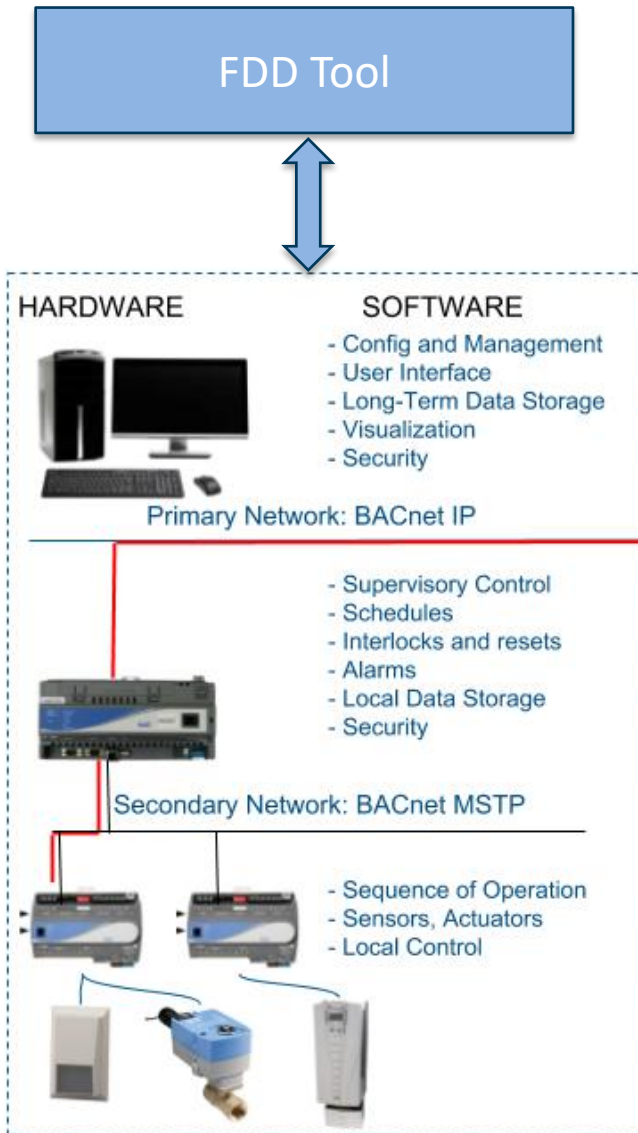 FDD Tool
HARDWARE
SOFTWARE
- Config and Management
- User Interface
- Long-Term Data Storage
- Visualization
- Security
Primary Network: BACnet IP
- Supervisory Control
- Schedules
- Interlocks and resets
- Alarms
- Local Data Storage
- Security
Secondary Network: BACnet MSTP
- Sequence of Operation
- Sensors, Actuators
- Local Control